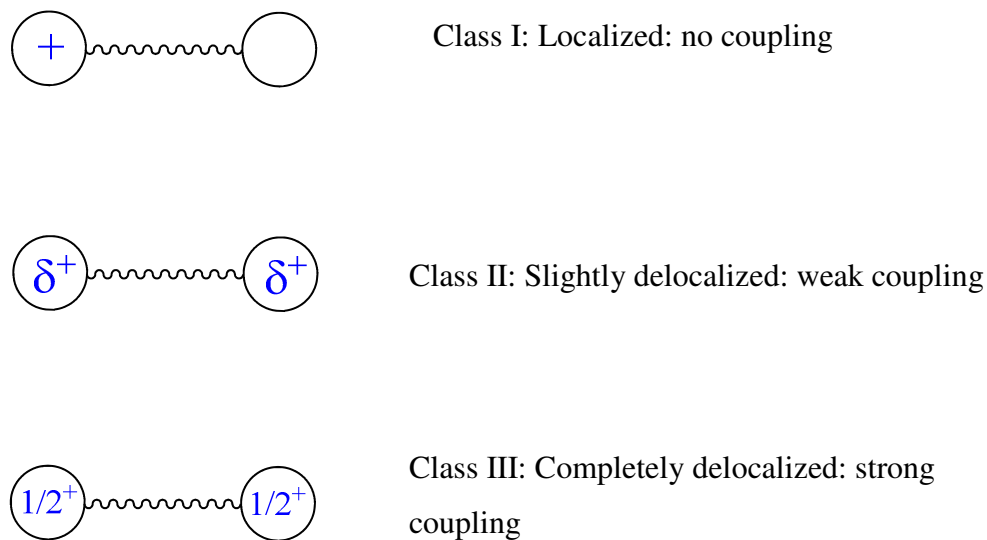 + Class I: Localized: no coupling
δ⁺ δ⁺ Class II: Slightly delocalized: weak coupling
1/2⁺ 1/2⁺ Class III: Completely delocalized: strong
coupling